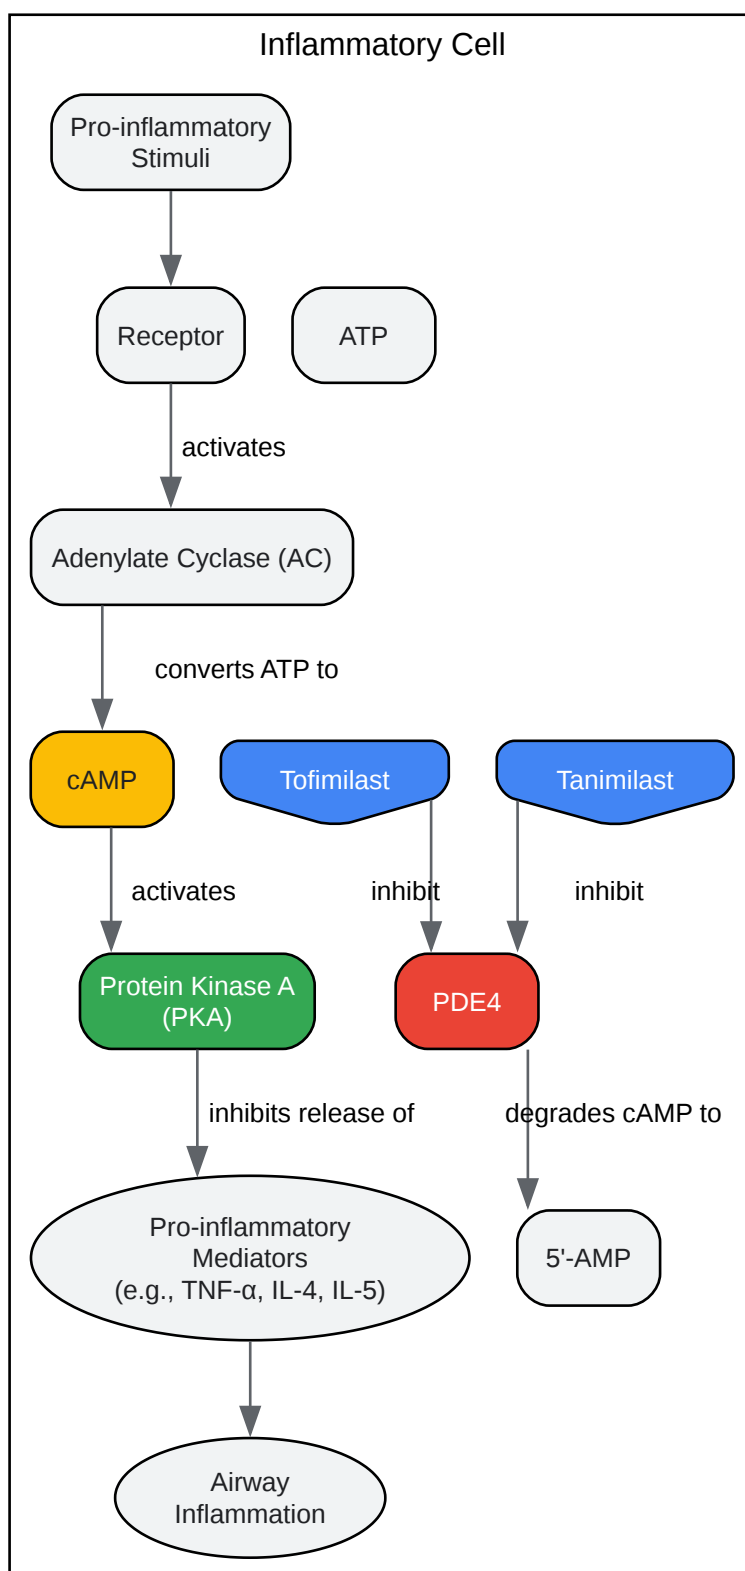 Inflammatory Cell
Pro-inflammatory
Stimuli
Receptor
ATP
activates
Adenylate Cyclase (AC)
converts ATP to
cAMP
Tofimilast
Tanimilast
activates
inhibit
inhibit
Protein Kinase A
(PKA)
PDE4
inhibits release of
degrades cAMP to
Pro-inflammatory
Mediators
(e.g., TNF-α, IL-4, IL-5)
5'-AMP
Airway
Inflammation